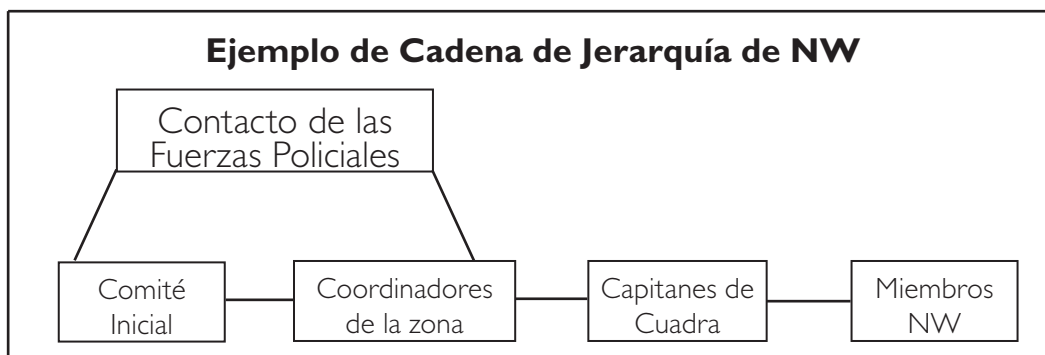 Ejemplo de Cadena de Jerarquía de NW
Contacto de las
Fuerzas Policiales
Comité
Inicial
Coordinadores
de la zona
Capitanes de
Cuadra
Miembros
NW